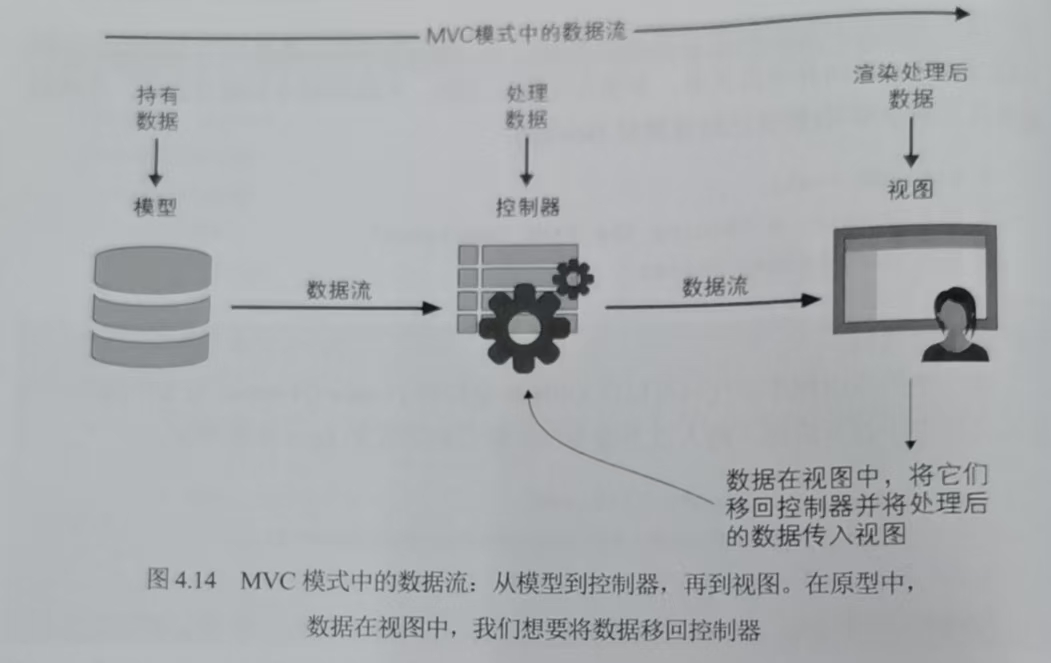 MVC模式中的数据流
持有
数据
处理
数据
渲染处理后
数据
模型
控制器
视图
数据流
数据流
数据在视图中，将它们
移回控制器并将处理后
的数据传入视图
图 4.14 MVC 模式中的数据流：从模型到控制器，再到视图。在原型中，
数据在视图中，我们想要将数据移回控制器